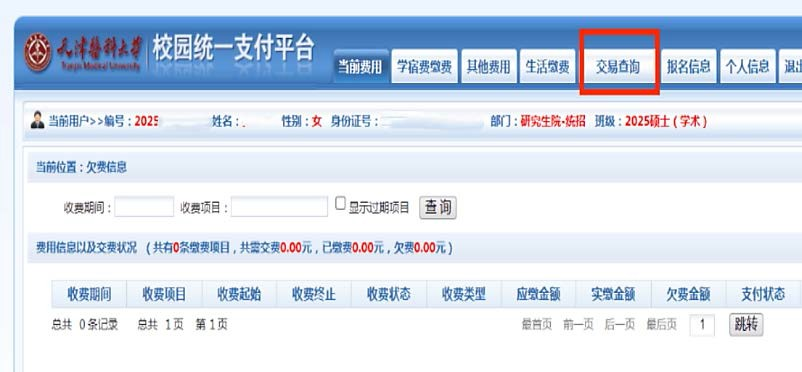 天津医科大学 校园统一支付平台
Tianjin Medical University
当前费用 学宿费缴费 其他费用 生活缴费 交易查询 报名信息 个人信息 退出
当前用户>>编号：2025 姓名： 性别：女 身份证号： 部门：研究生院-统招 班级：2025硕士（学术）
当前位置：欠费信息
收费期间： 收费项目： 显示过期项目 查询
费用信息以及交费状况 （共有0条缴费项目，共需交费0.00元，已缴费0.00元，欠费0.00元）
收费期间 收费项目 收费起始 收费终止 收费状态 收费类型 应缴金额 实缴金额 欠费金额 支付状态
总共 0条记录 总共 1页 第1页 最首页 前一页 后一页 最后页 1 跳转